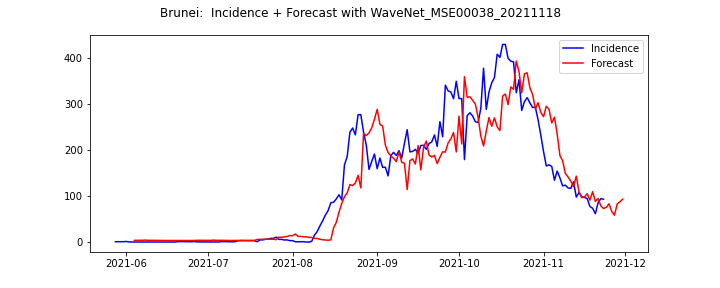 Brunei:  Incidence + Forecast with WaveNet_MSE00038_20211118
Incidence
Forecast
400
300
200
100
0
2021-06 2021-07 2021-08 2021-09 2021-10 2021-11 2021-12